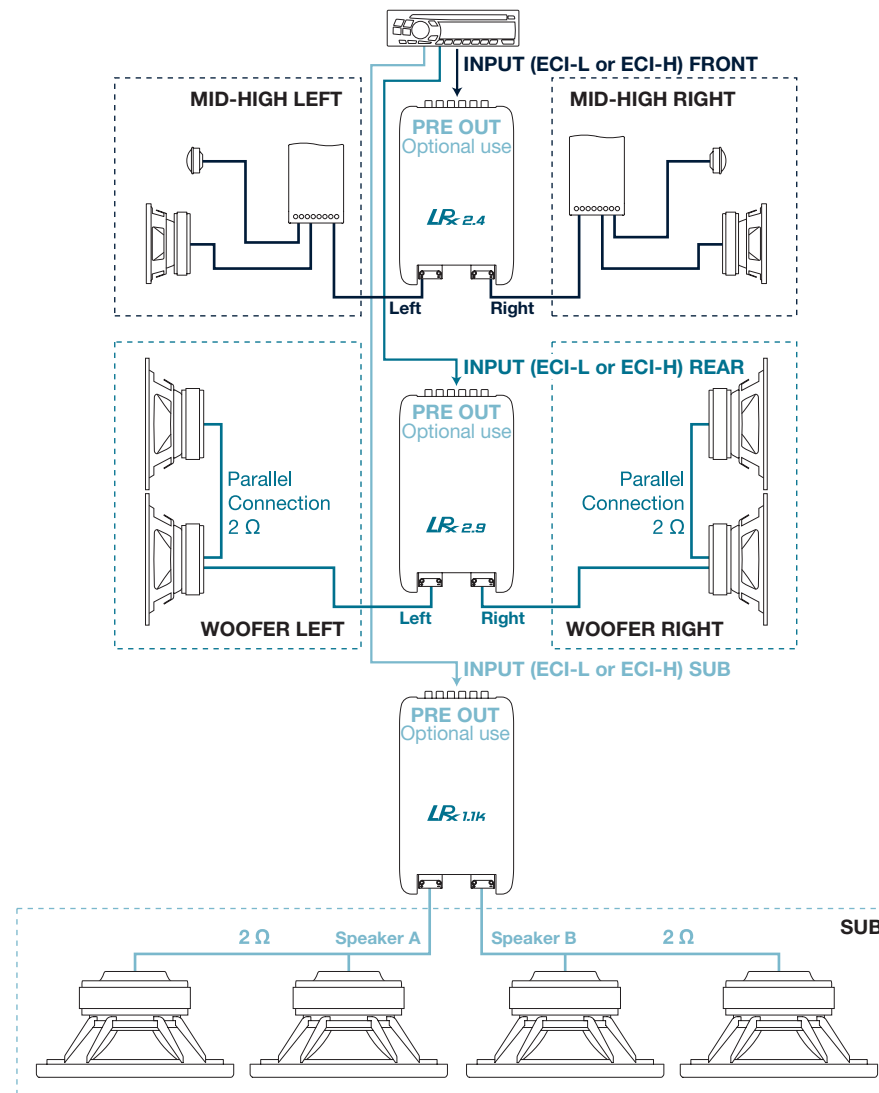 INPUT (ECI-L or ECI-H) FRONT
MID-HIGH LEFT
MID-HIGH RIGHT
PRE OUT
Optional use
LRx 2.4
Left
Right
INPUT (ECI-L or ECI-H) REAR
PRE OUT
Optional use
Parallel
Connection
2 Ω
Parallel
Connection
2 Ω
LRx 2.9
Left
Right
WOOFER LEFT
WOOFER RIGHT
INPUT (ECI-L or ECI-H) SUB
PRE OUT
Optional use
LRx 1.1k
SUB
2 Ω
Speaker A
Speaker B
2 Ω